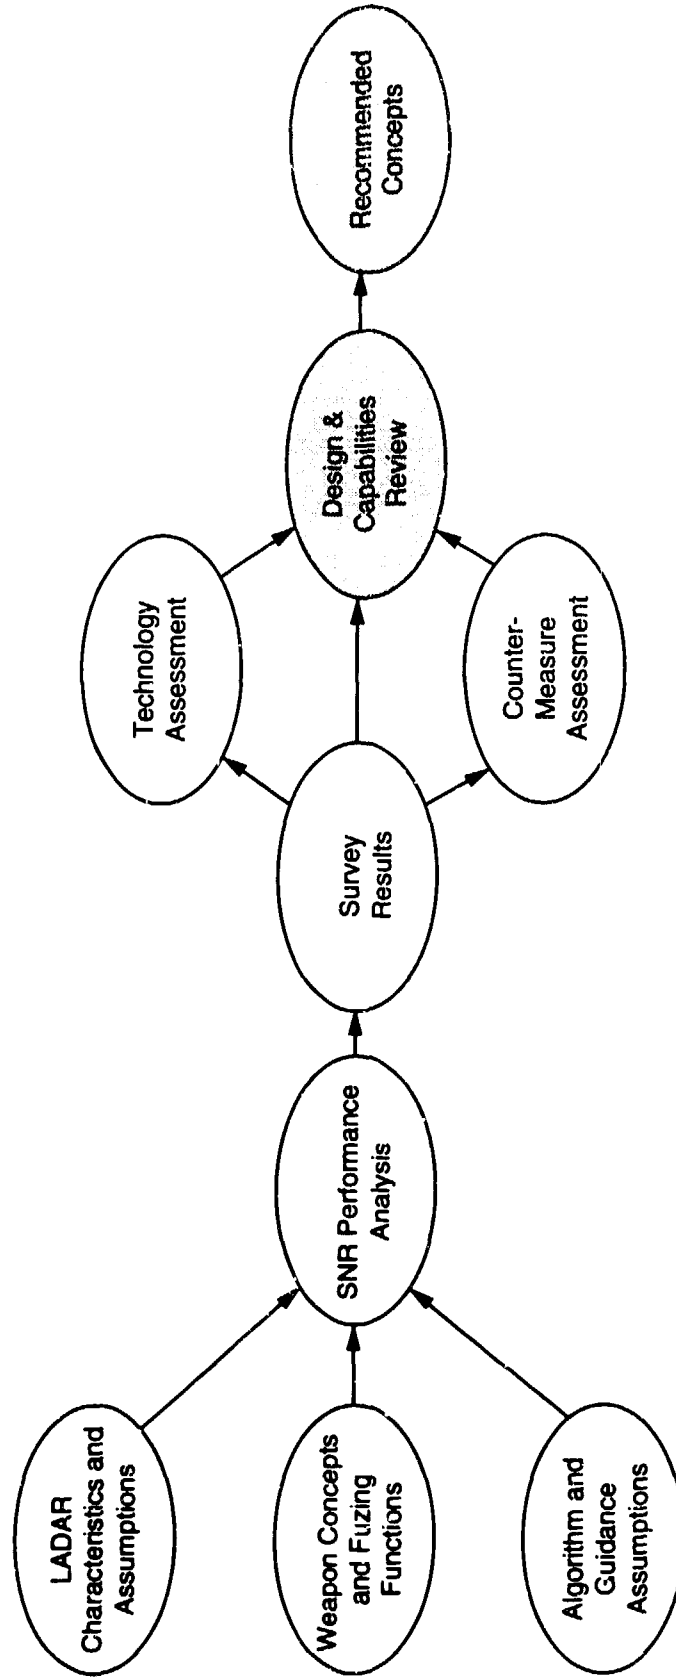 LADAR
Characteristics and
Assumptions
Weapon Concepts
and Fuzing
Functions
Algorithm and
Guidance
Assumptions
SNR Performance
Analysis
Survey
Results
Technology
Assessment
Counter-
Measure
Assessment
Design &
Capabilities
Review
Recommended
Concepts